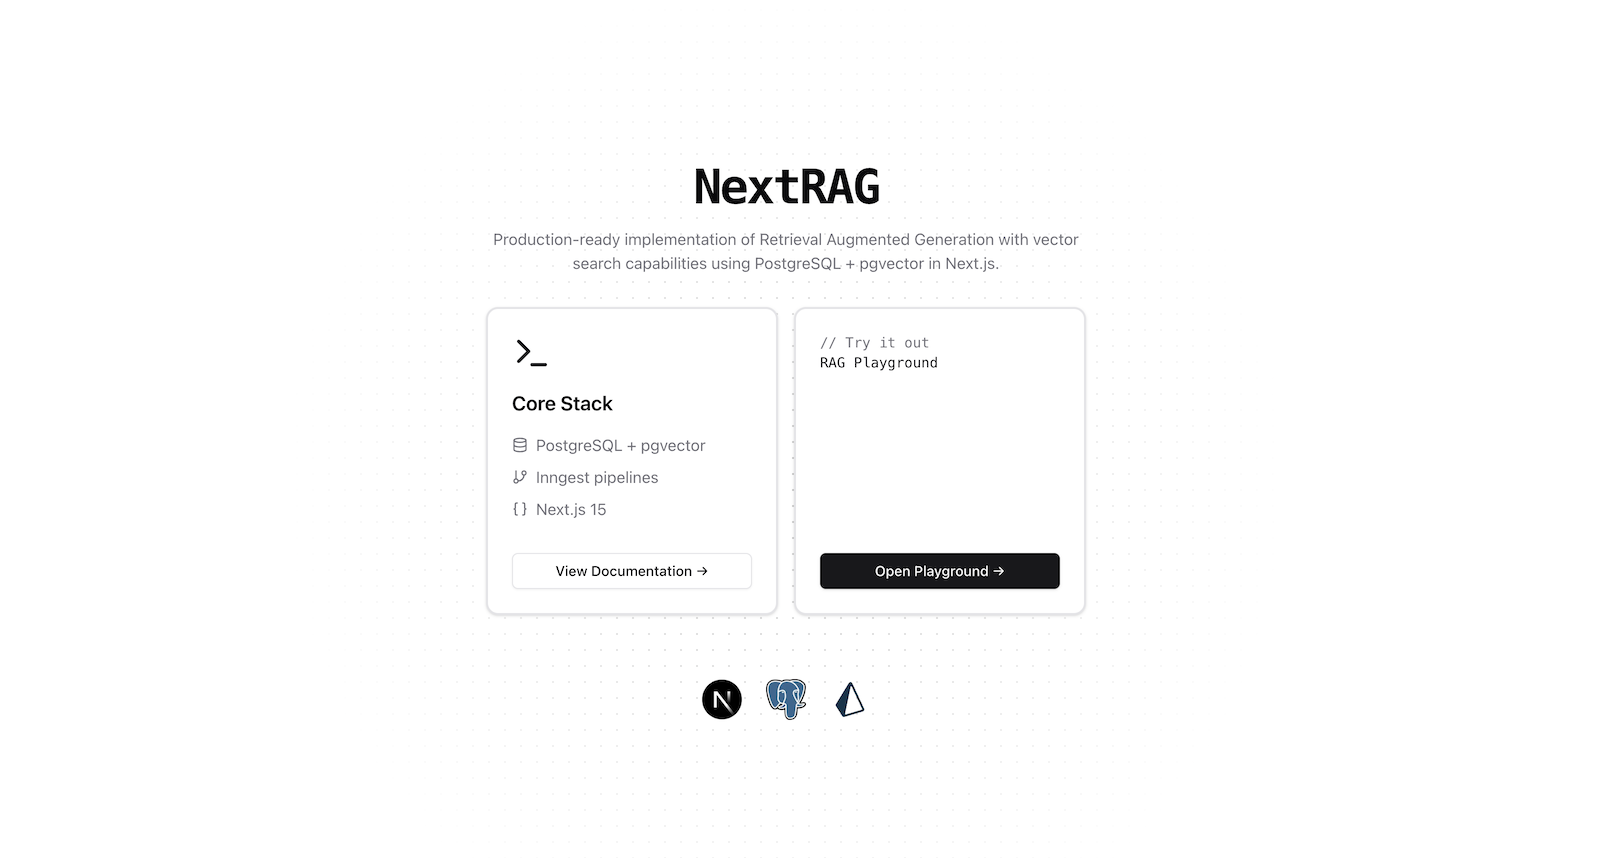 NextRAG
Production-ready implementation of Retrieval Augmented Generation with vector
search capabilities using PostgreSQL + pgvector in Next.js.
Core Stack
PostgreSQL + pgvector
Inngest pipelines
Next.js 15
View Documentation →
// Try it out
RAG Playground
Open Playground →